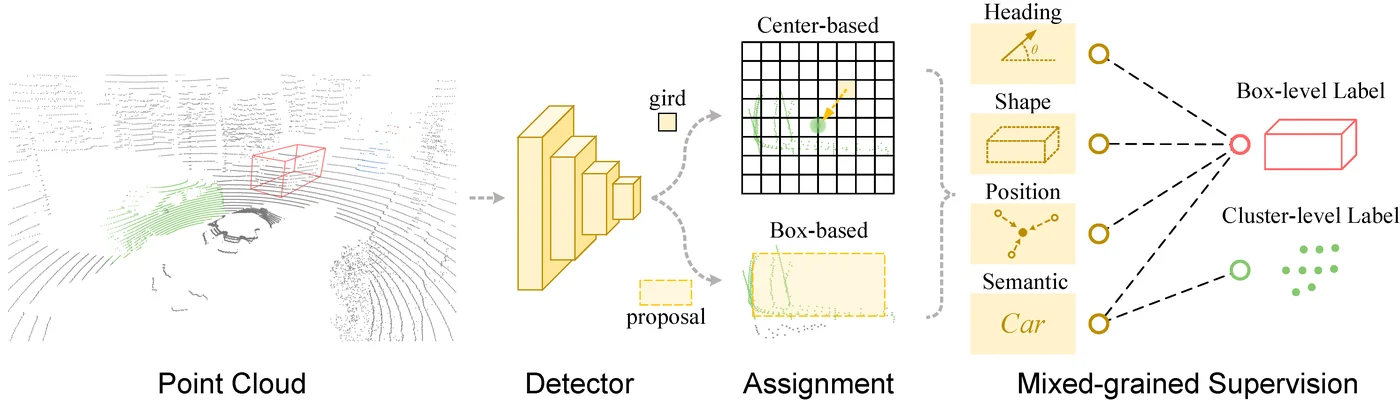 Center-based
gird
Box-based
proposal
Heading
θ
Shape
Position
Semantic
Car
Box-level Label
Cluster-level Label
Point Cloud
Detector
Assignment
Mixed-grained Supervision